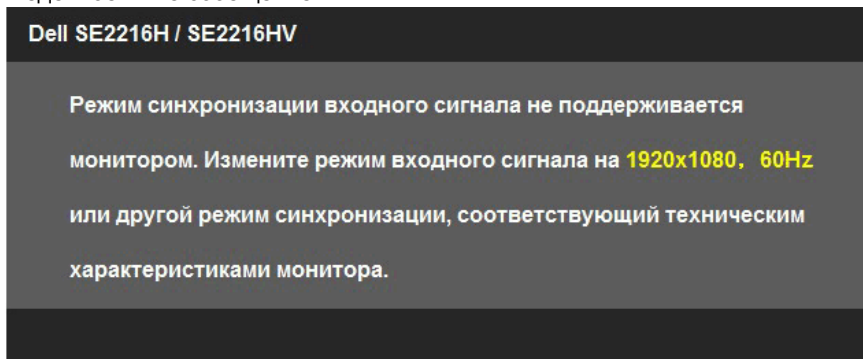 Dell SE2216H / SE2216HV
Режим синхронизации входного сигнала не поддерживается
монитором. Измените режим входного сигнала на 1920x1080, 60Hz
или другой режим синхронизации, соответствующий техническим
характеристиками монитора.